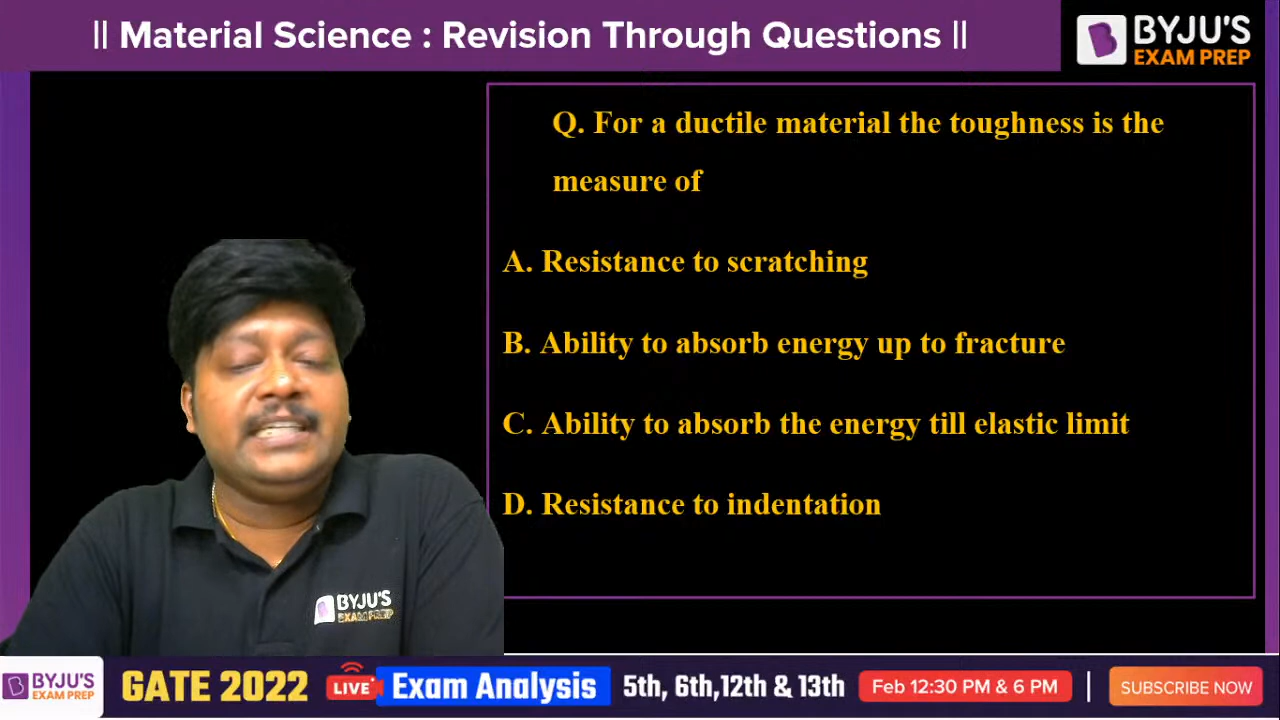 || Material Science : Revision Through Questions ||
BYJU'S
EXAM PREP
Q. For a ductile material the toughness is the
measure of
A. Resistance to scratching
B. Ability to absorb energy up to fracture
C. Ability to absorb the energy till elastic limit
D. Resistance to indentation
BYJU'S
EXAM PREP
BYJU'S
EXAM PREP
GATE 2022
LIVE
Exam Analysis
5th, 6th,12th & 13th
Feb 12:30 PM & 6 PM
SUBSCRIBE NOW